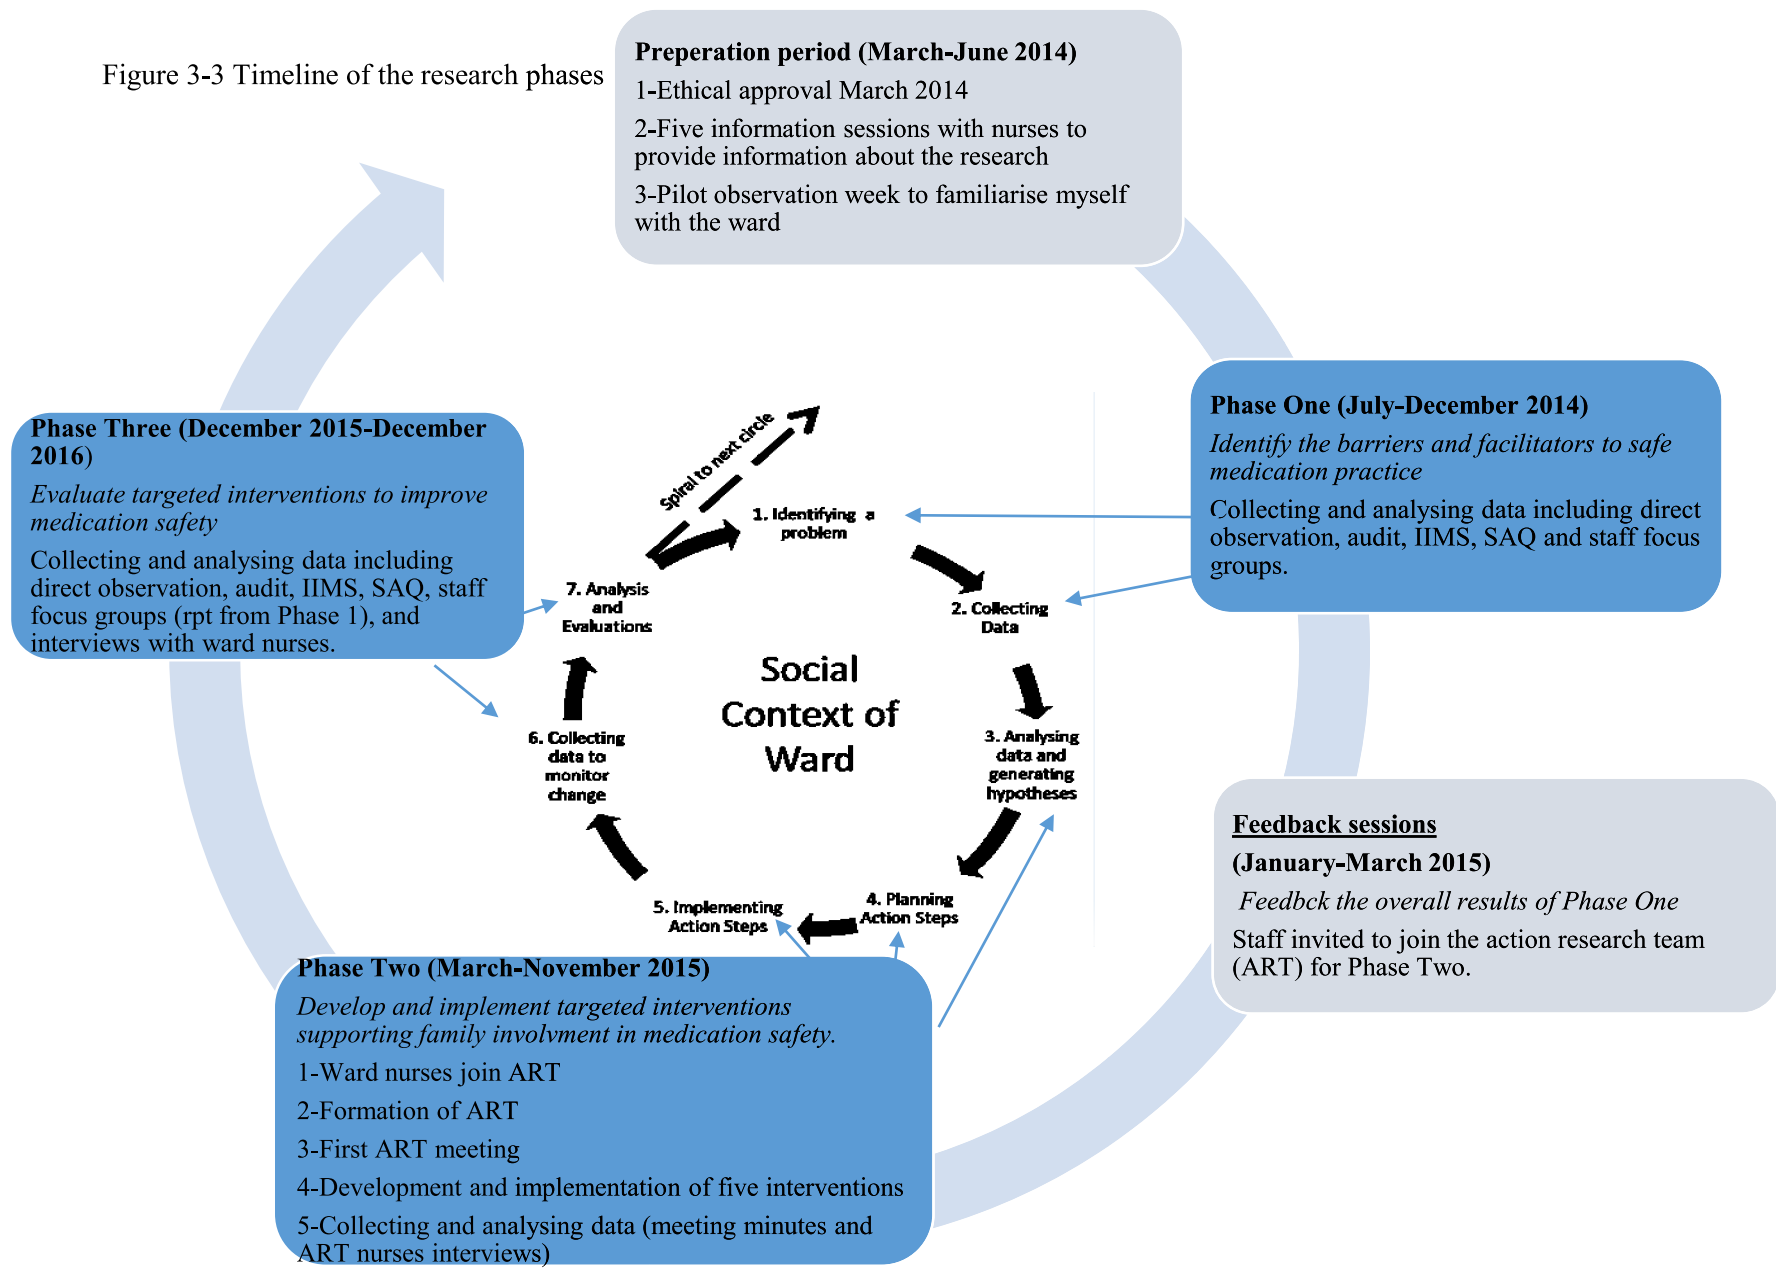 Figure 3-3 Timeline of the research phases
Preperation period (March-June 2014)
1-Ethical approval March 2014
2-Five information sessions with nurses to
provide information about the research
3-Pilot observation week to familiarise myself
with the ward
Phase One (July-December 2014)
Identify the barriers and facilitators to safe
medication practice
Collecting and analysing data including direct
observation, audit, IIMS, SAQ and staff focus
groups.
Feedback sessions
(January-March 2015)
Feedbck the overall results of Phase One
Staff invited to join the action research team
(ART) for Phase Two.
Phase Two (March-November 2015)
Develop and implement targeted interventions
supporting family involvment in medication safety.
1-Ward nurses join ART
2-Formation of ART
3-First ART meeting
4-Development and implementation of five interventions
5-Collecting and analysing data (meeting minutes and
ART nurses interviews)
Phase Three (December 2015-December
2016)
Evaluate targeted interventions to improve
medication safety
Collecting and analysing data including
direct observation, audit, IIMS, SAQ, staff
focus groups (rpt from Phase 1), and
interviews with ward nurses.
Spiral to next circle
1. Identifying a
problem
2. Collecting
Data
3. Analysing
data and
generating
hypotheses
4. Planning
Action Steps
5. Implementing
Action Steps
6. Collecting
data to
monitor
change
7. Analysis
and
Evaluations
Social
Context of
Ward